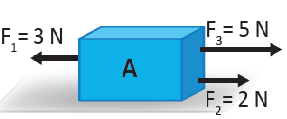 F₁= 3 N
F₃= 5 N
A
F₂= 2 N